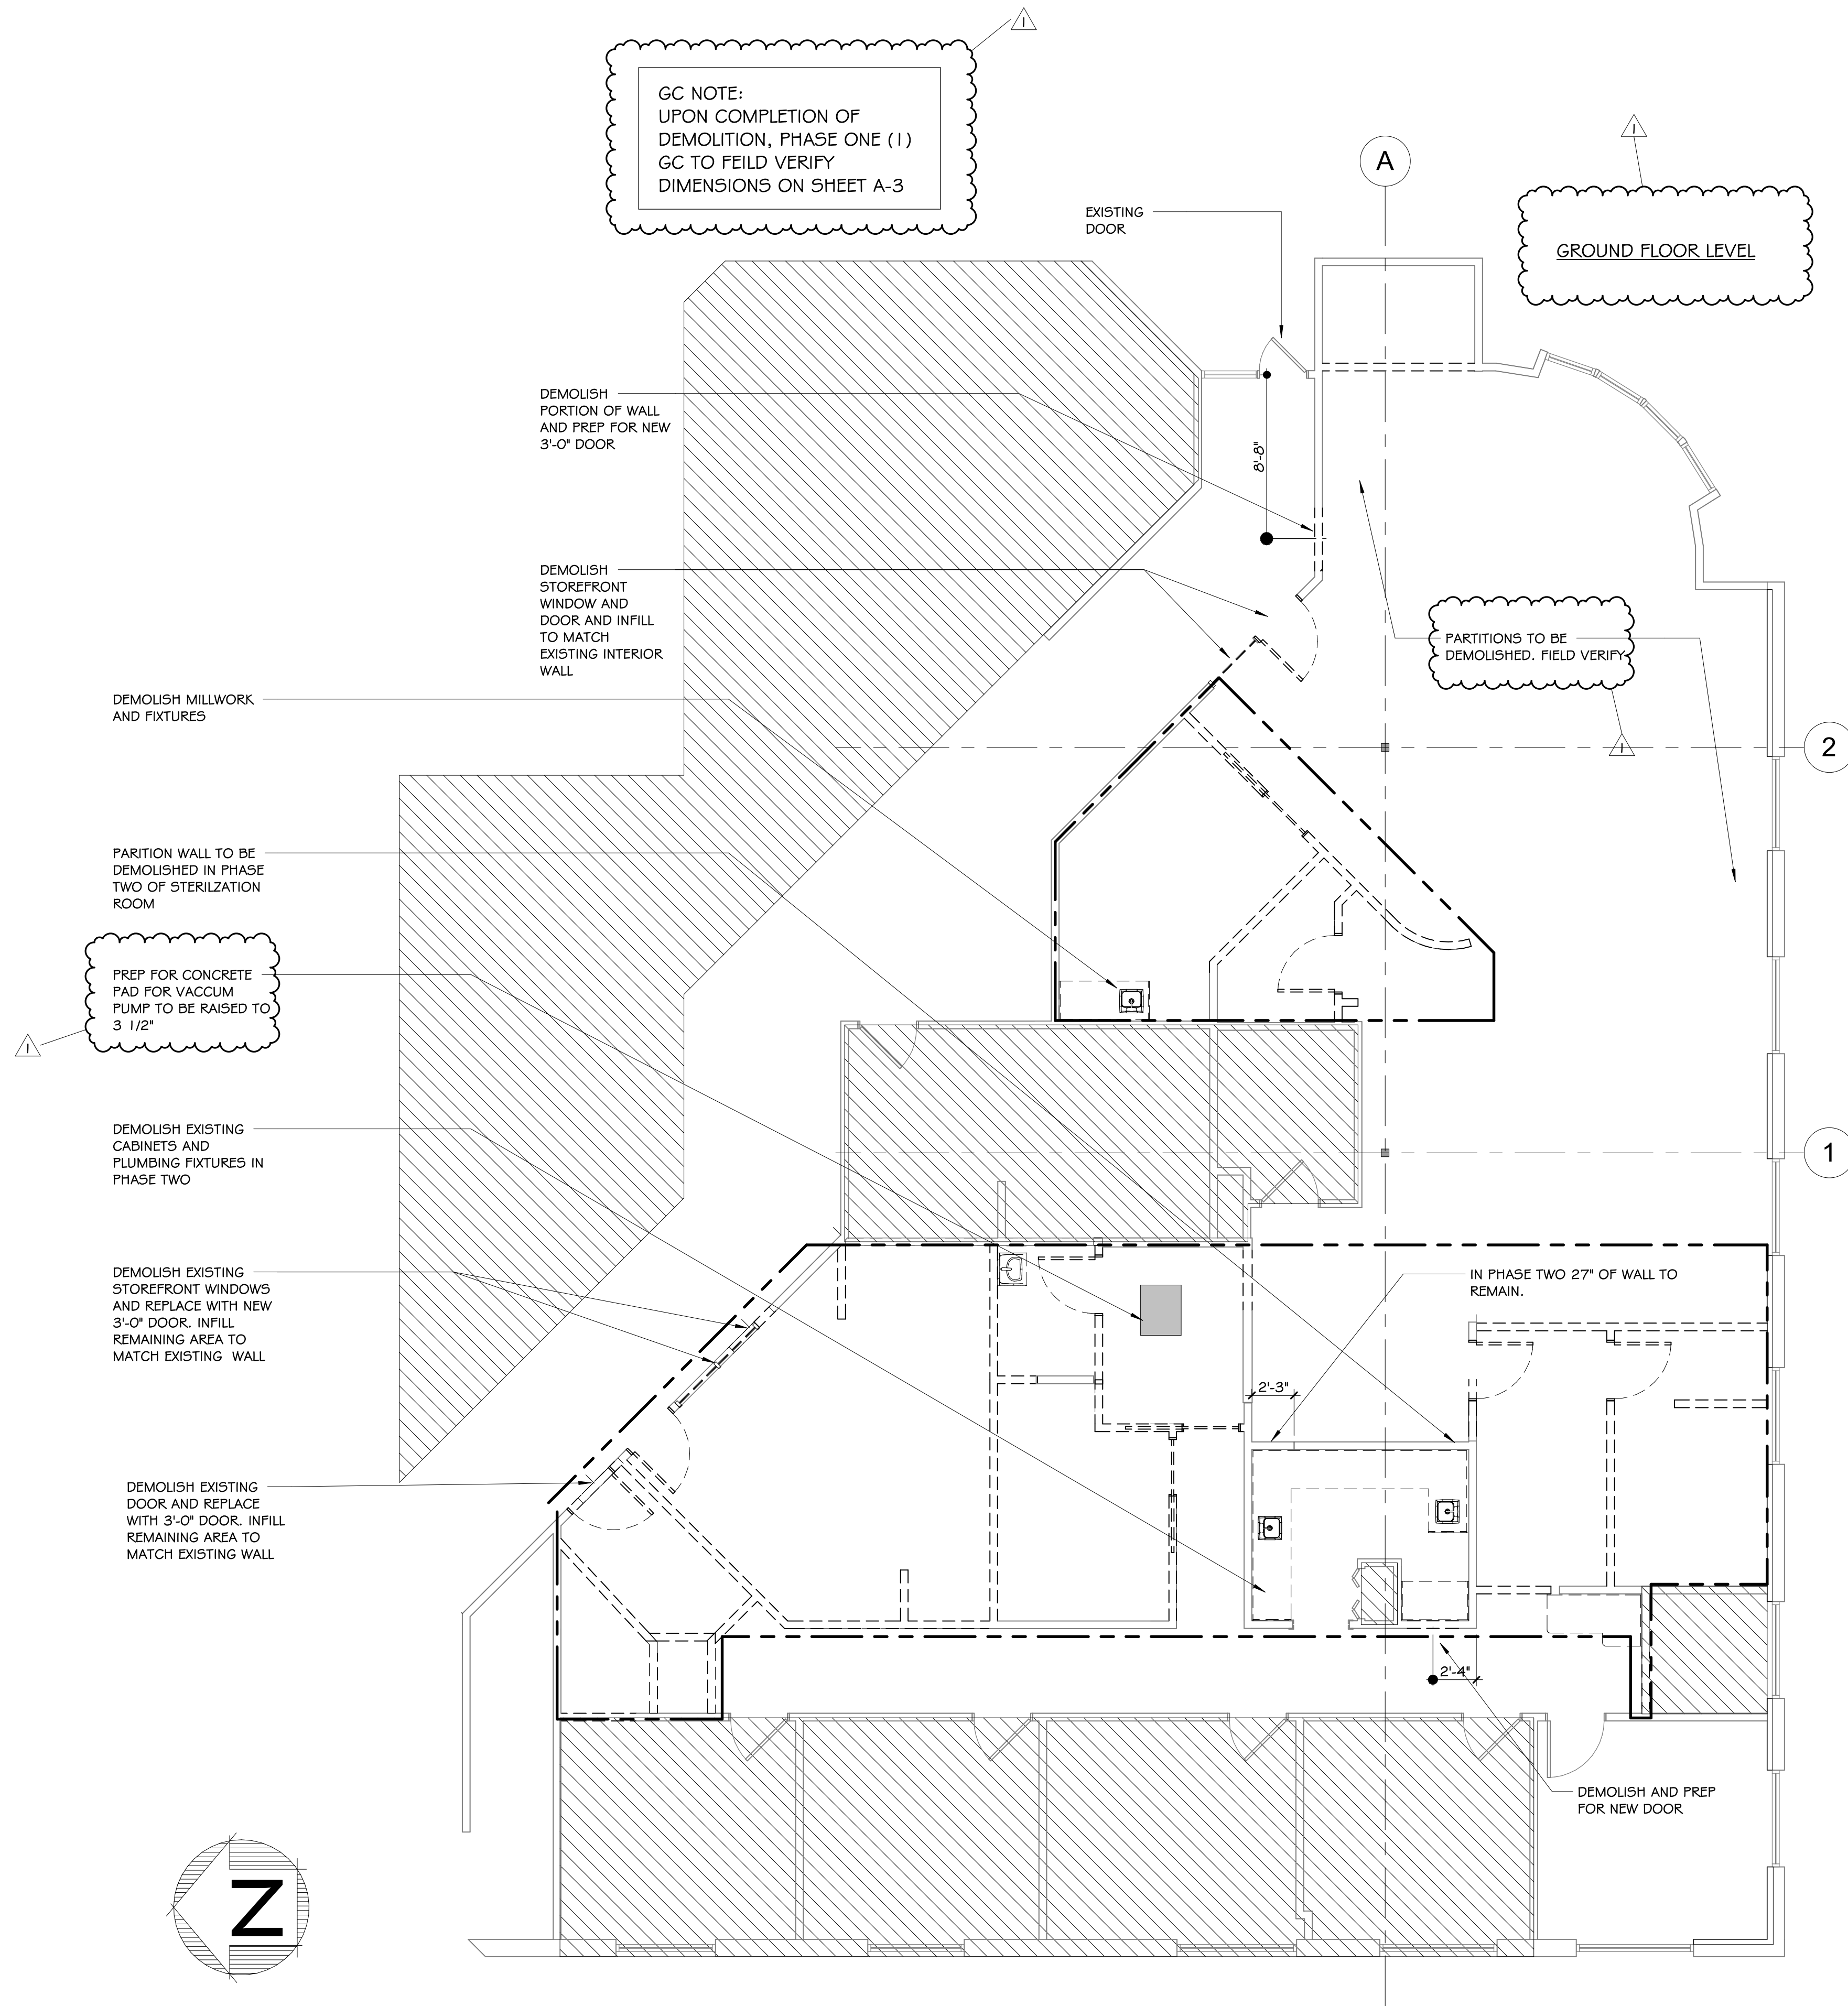 1
GC NOTE:
UPON COMPLETION OF
DEMOLITION, PHASE ONE (1)
GC TO FEILD VERIFY
DIMENSIONS ON SHEET A-3
1
A
EXISTING
DOOR
GROUND FLOOR LEVEL
DEMOLISH
PORTION OF WALL
AND PREP FOR NEW
3'-0" DOOR
8'-8"
DEMOLISH
STOREFRONT
WINDOW AND
DOOR AND INFILL
TO MATCH
EXISTING INTERIOR
WALL
PARTITIONS TO BE
DEMOLISHED. FIELD VERIFY
1
2
DEMOLISH MILLWORK
AND FIXTURES
PARITION WALL TO BE
DEMOLISHED IN PHASE
TWO OF STERILZATION
ROOM
PREP FOR CONCRETE
PAD FOR VACCUM
PUMP TO BE RAISED TO
3 1/2"
1
DEMOLISH EXISTING
CABINETS AND
PLUMBING FIXTURES IN
PHASE TWO
1
DEMOLISH EXISTING
STOREFRONT WINDOWS
AND REPLACE WITH NEW
3'-0" DOOR. INFILL
REMAINING AREA TO
MATCH EXISTING WALL
IN PHASE TWO 27" OF WALL TO
REMAIN.
2'-3"
DEMOLISH EXISTING
DOOR AND REPLACE
WITH 3'-0" DOOR. INFILL
REMAINING AREA TO
MATCH EXISTING WALL
2'-4"
DEMOLISH AND PREP
FOR NEW DOOR
N